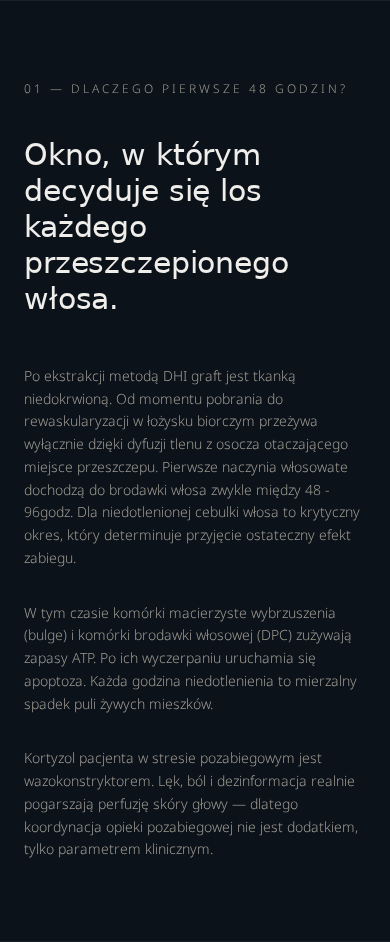 01 — DLACZEGO PIERWSZE 48 GODZIN?
Okno, w którym
decyduje się los
każdego
przeszczepionego
włosa.
Po ekstrakcji metodą DHI graft jest tkanką
niedokrwioną. Od momentu pobrania do
rewaskularyzacji w łożysku biorczym przeżywa
wyłącznie dzięki dyfuzji tlenu z osocza otaczającego
miejsce przeszczepu. Pierwsze naczynia włosowate
dochodzą do brodawki włosa zwykle między 48 -
96godz. Dla niedotlenionej cebulki włosa to krytyczny
okres, który determinuje przyjęcie ostateczny efekt
zabiegu.
W tym czasie komórki macierzyste wybrzuszenia
(bulge) i komórki brodawki włosowej (DPC) zużywają
zapasy ATP. Po ich wyczerpaniu uruchamia się
apoptoza. Każda godzina niedotlenienia to mierzalny
spadek puli żywych mieszków.
Kortyzol pacjenta w stresie pozabiegowym jest
wazokonstryktorem. Lęk, ból i dezinformacja realnie
pogarszają perfuzję skóry głowy — dlatego
koordynacja opieki pozabiegowej nie jest dodatkiem,
tylko parametrem klinicznym.